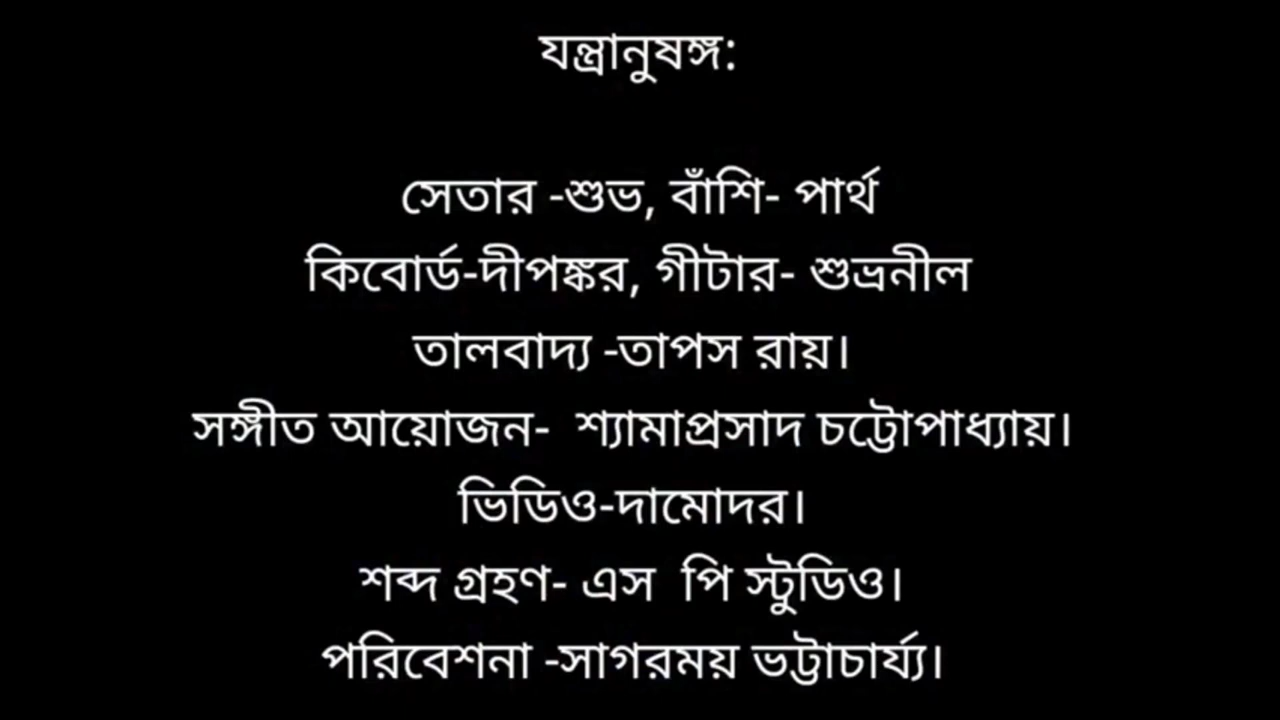 যন্ত্রানুষঙ্গ:
সেতার -শুভ, বাঁশি- পার্থ
কিবোর্ড-দীপঙ্কর, গীটার- শুভ্রনীল
তালবাদ্য -তাপস রায়।
সঙ্গীত আয়োজন-  শ্যামাপ্রসাদ চট্টোপাধ্যায়।
ভিডিও-দামোদর।
শব্দ গ্রহণ- এস  পি স্টুডিও।
পরিবেশনা -সাগরময় ভট্টাচার্য্য।